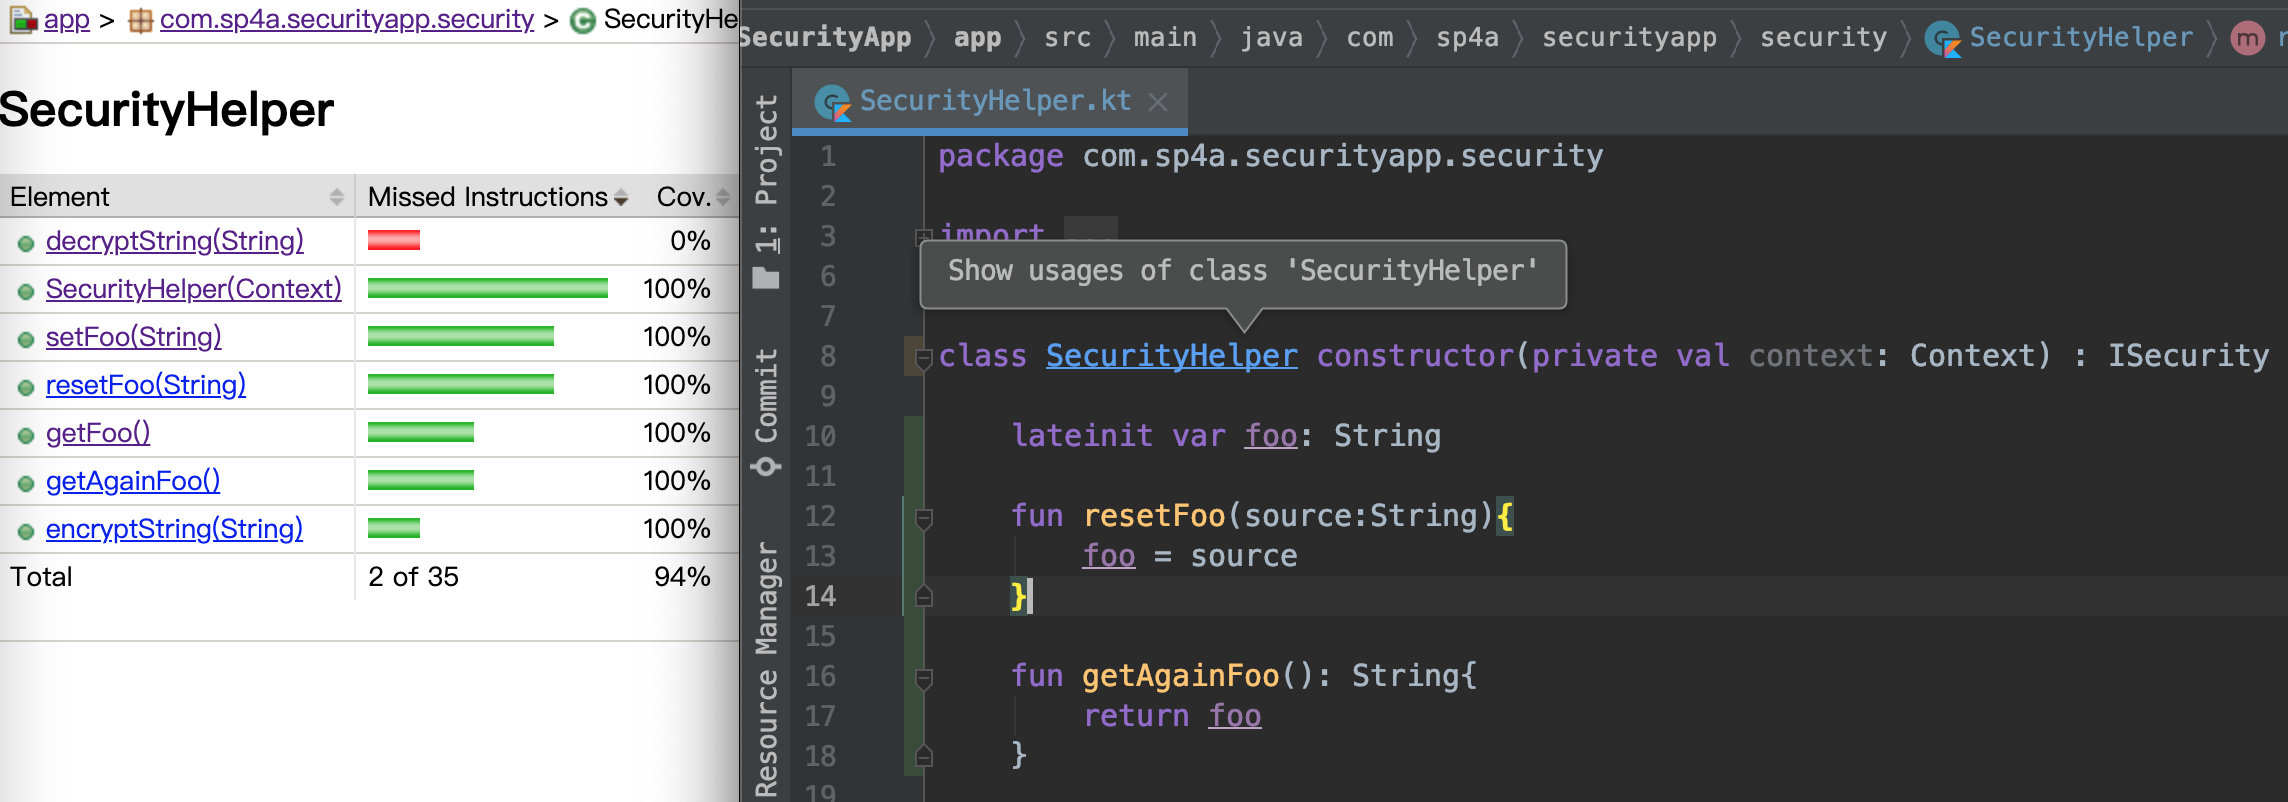 app > com.sp4a.securityapp.security > SecurityHe
SecurityHelper
Element Missed Instructions Cov.
decryptString(String) 0%
SecurityHelper(Context) 100%
setFoo(String) 100%
resetFoo(String) 100%
getFoo() 100%
getAgainFoo() 100%
encryptString(String) 100%
Total 2 of 35 94%
SecurityApp app src main java com sp4a securityapp security SecurityHelper m r
SecurityHelper.kt
1: Project
Commit
Resource Manager
1 package com.sp4a.securityapp.security
2
3 import ...
Show usages of class 'SecurityHelper'
6
7
8 class SecurityHelper constructor(private val context: Context) : ISecurity
9
10 lateinit var foo: String
11
12 fun resetFoo(source:String){
13 foo = source
14 }
15
16 fun getAgainFoo(): String{
17 return foo
18 }
19